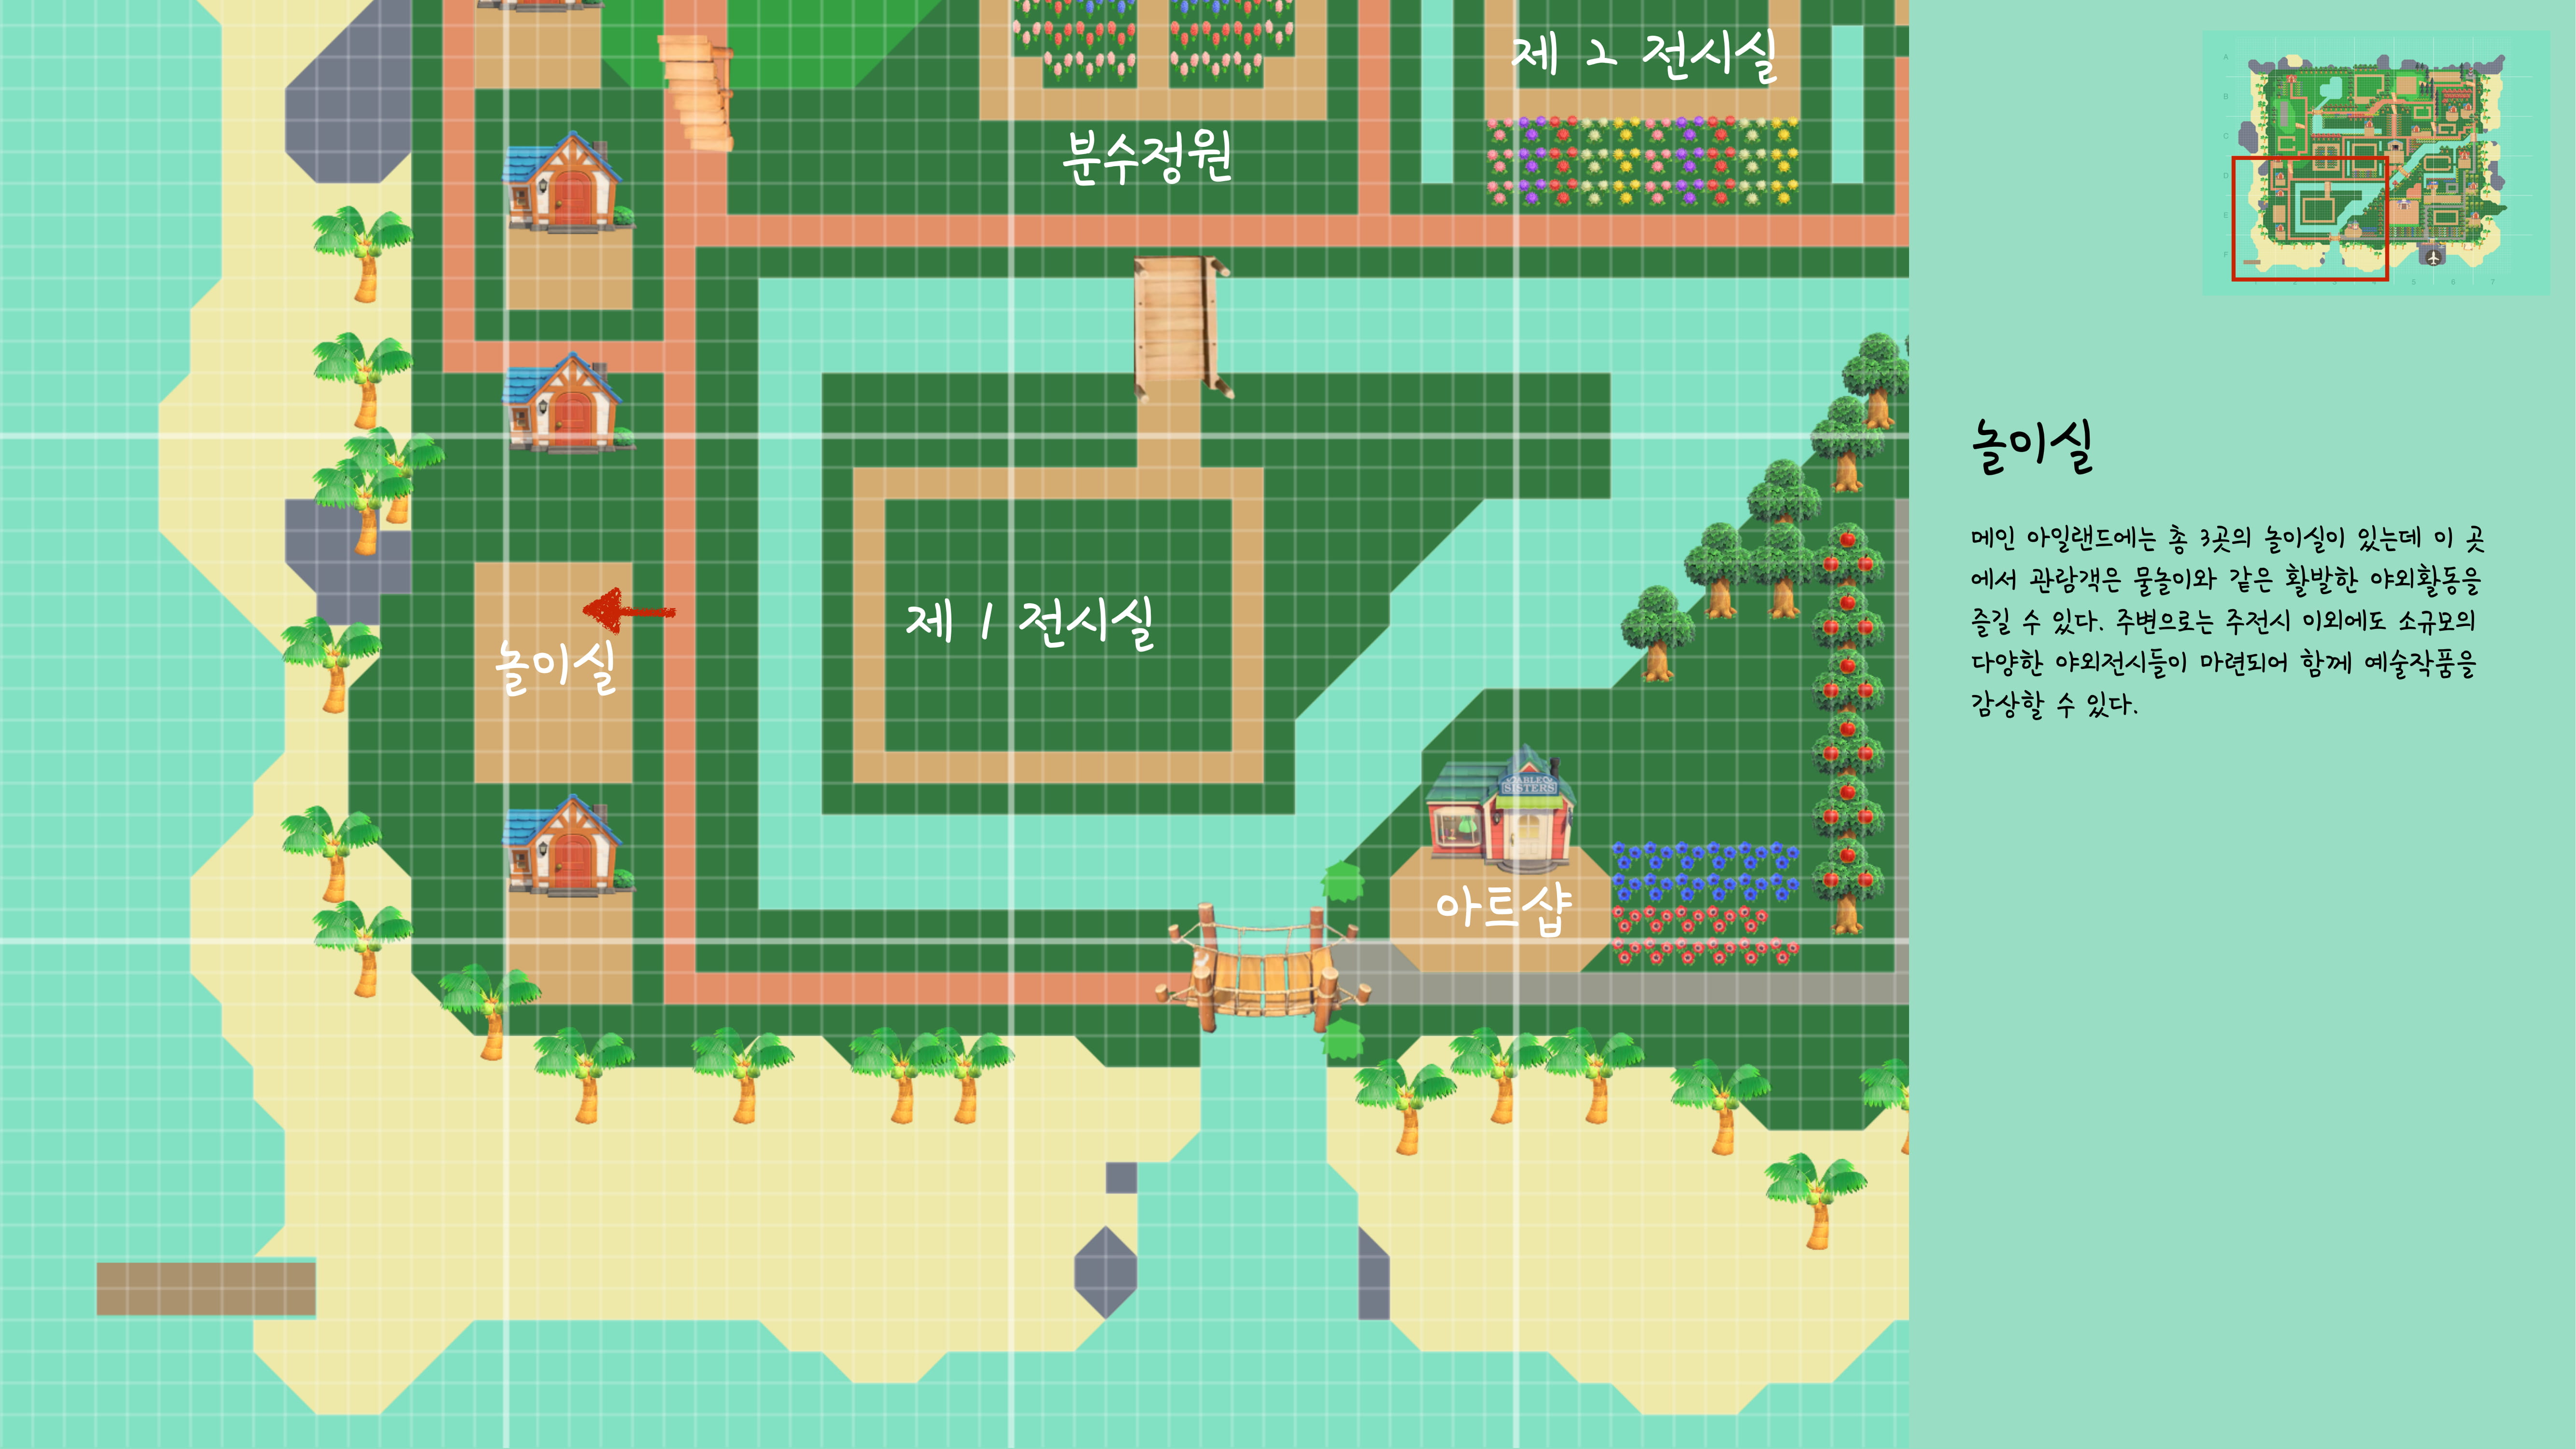 제 2 전시실
분수정원
제 1 전시실
놀이실
ABLE
SISTERS
아트샵
A
B
C
D
E
F
5
6
7
놀이실
메인 아일랜드에는 총 3곳의 놀이실이 있는데 이 곳
에서 관람객은 물놀이와 같은 활발한 야외활동을
즐길 수 있다. 주변으로는 주전시 이외에도 소규모의
다양한 야외전시들이 마련되어 함께 예술작품을
감상할 수 있다.